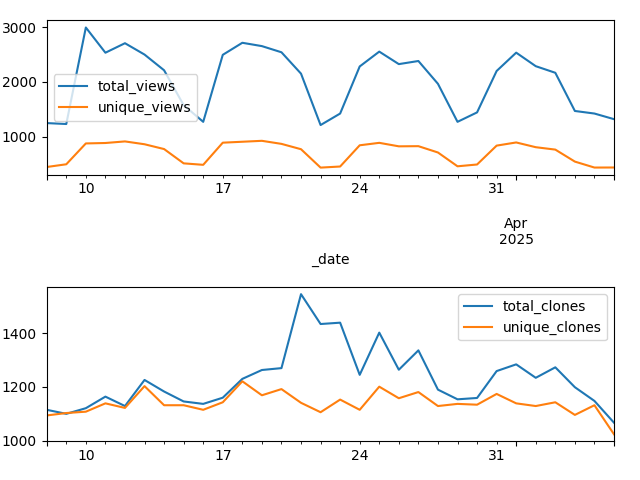 3000
2000
1000
total_views
unique_views
10 17 24 31
Apr
2025
_date
1400
1200
1000
total_clones
unique_clones
10 17 24 31